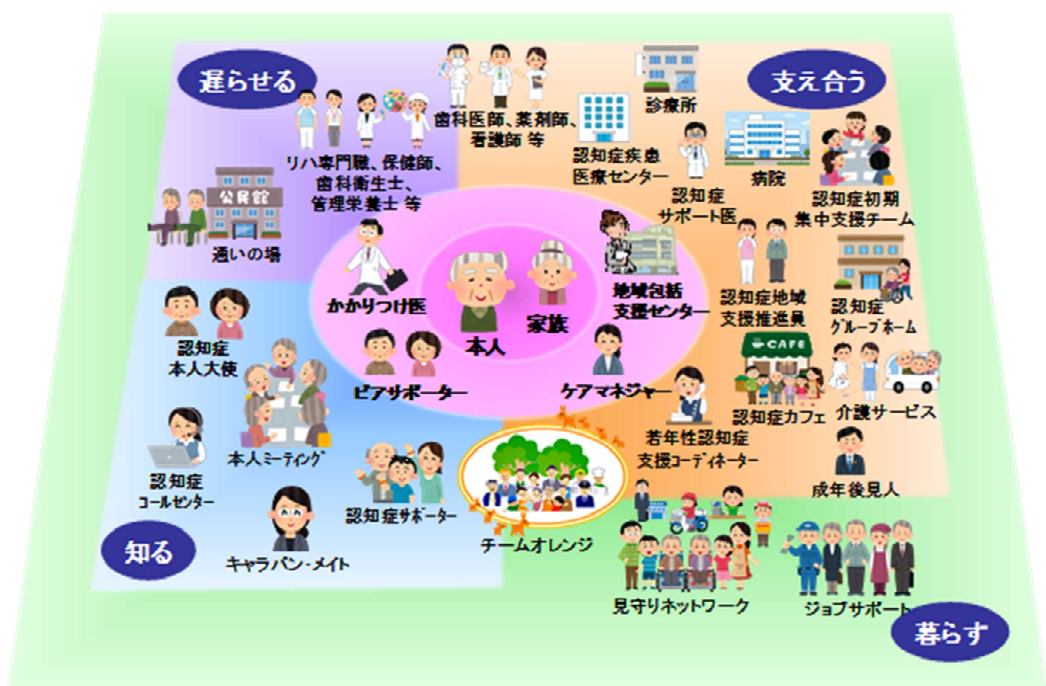 遅らせる
支え合う
リハ専門職、保健師、
歯科衛生士、
管理栄養士 等
歯科医師、薬剤師、
看護師 等
診療所
認知症疾患
医療センター
認知症
サポート医
病院
認知症初期
集中支援チーム
公民館
通いの場
かかりつけ医
本人
家族
地域包括
支援センター
認知症地域
支援推進員
認知症
グループホーム
ピアサポーター
ケアマネジャー
認知症
本人大使
本人ミーティング
CAFE
認知症カフェ
介護サービス
若年性認知症
支援コーディネーター
成年後見人
認知症
コールセンター
認知症サポーター
キャラバン・メイト
チームオレンジ
知る
見守りネットワーク
ジョブサポート
暮らす